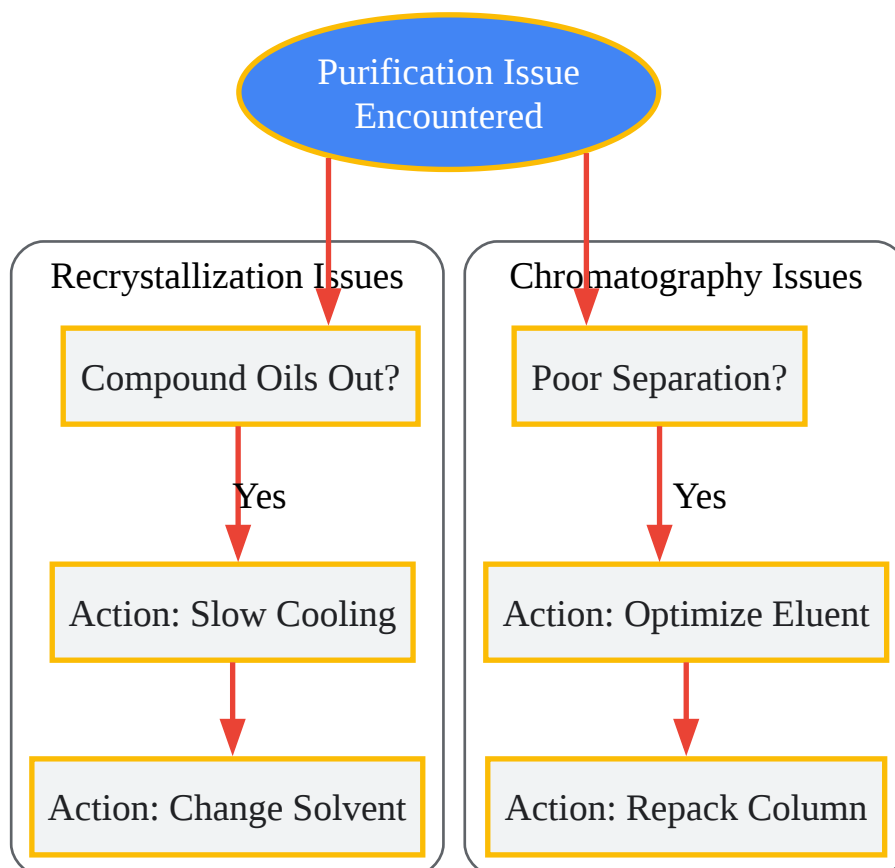 Purification Issue
Encountered
Recrystallization Issues
Compound Oils Out?
Yes
Action: Slow Cooling
Action: Change Solvent
Chromatography Issues
Poor Separation?
Yes
Action: Optimize Eluent
Action: Repack Column